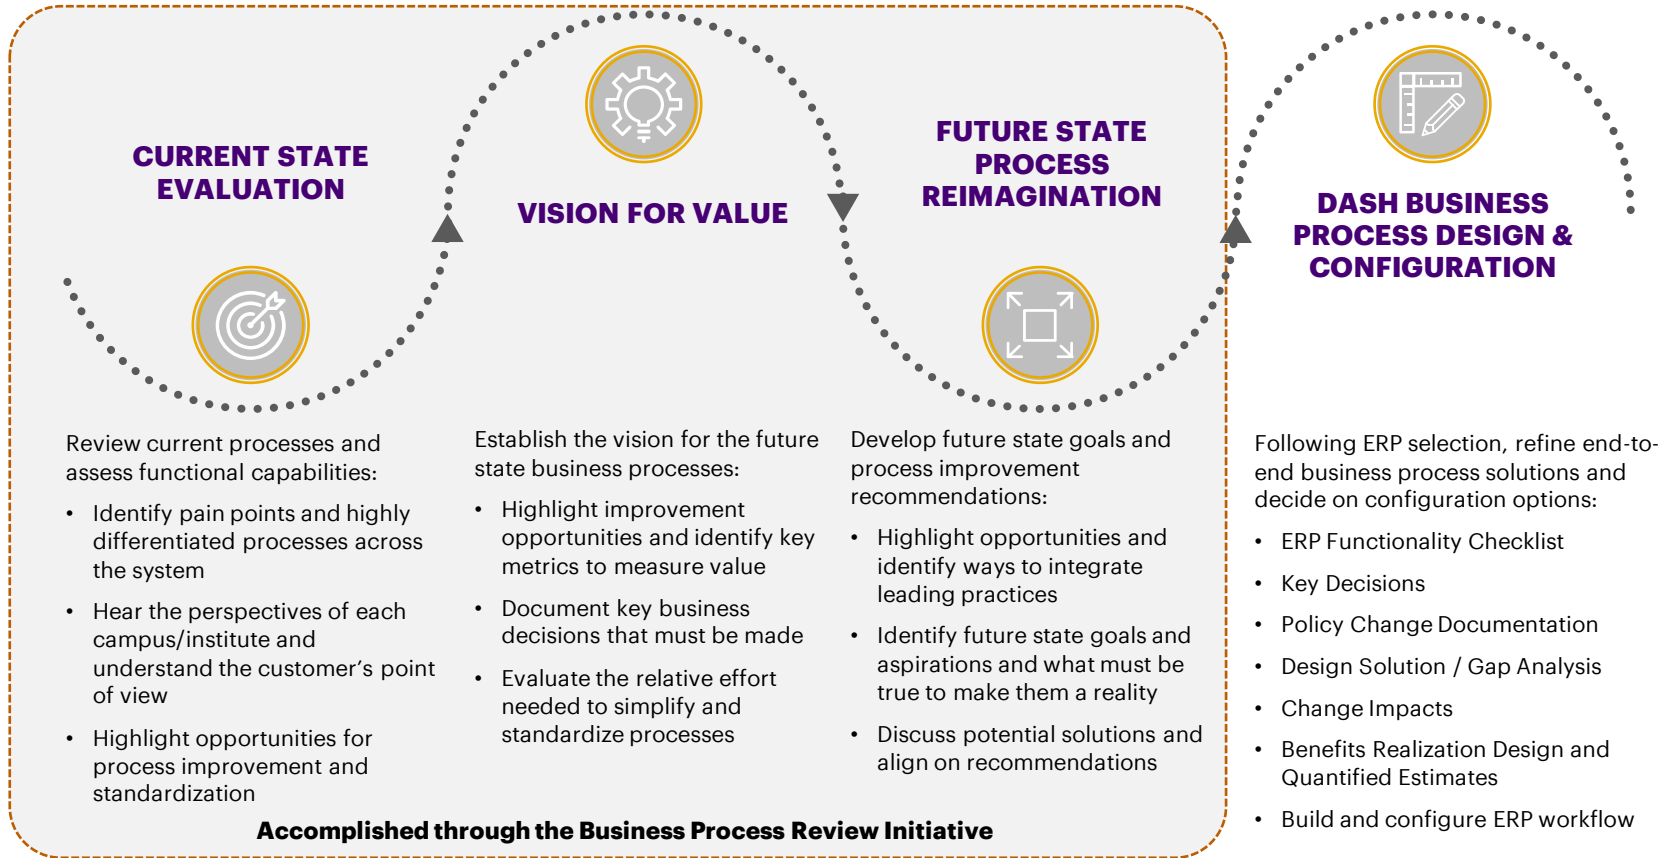 CURRENT STATE
EVALUATION
Review current processes and
assess functional capabilities:
• Identify pain points and highly
differentiated processes across
the system
• Hear the perspectives of each
campus/institute and
understand the customer’s point
of view
• Highlight opportunities for
process improvement and
standardization
VISION FOR VALUE
Establish the vision for the future
state business processes:
• Highlight improvement
opportunities and identify key
metrics to measure value
• Document key business
decisions that must be made
• Evaluate the relative effort
needed to simplify and
standardize processes
FUTURE STATE
PROCESS
REIMAGINATION
Develop future state goals and
process improvement
recommendations:
• Highlight opportunities and
identify ways to integrate
leading practices
• Identify future state goals and
aspirations and what must be
true to make them a reality
• Discuss potential solutions and
align on recommendations
Accomplished through the Business Process Review Initiative
DASH BUSINESS
PROCESS DESIGN &
CONFIGURATION
Following ERP selection, refine end-to-
end business process solutions and
decide on configuration options:
• ERP Functionality Checklist
• Key Decisions
• Policy Change Documentation
• Design Solution / Gap Analysis
• Change Impacts
• Benefits Realization Design and
Quantified Estimates
• Build and configure ERP workflow